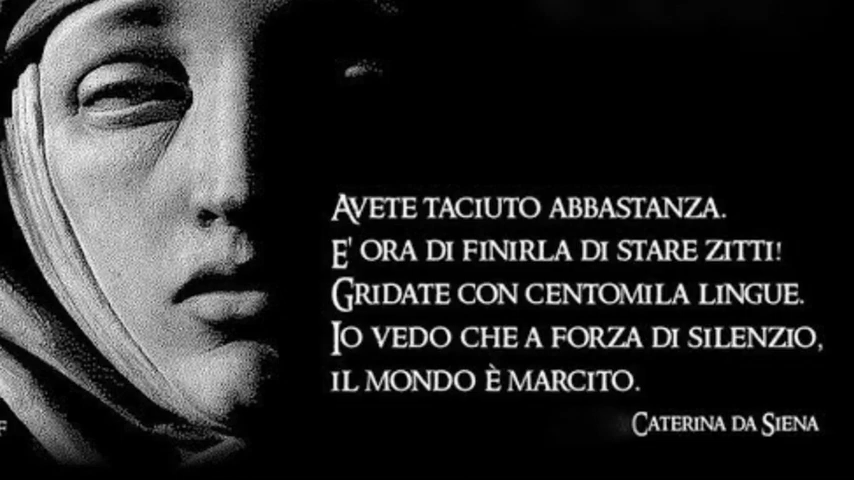 Avete taciuto abbastanza.
E' ora di finirla di stare zitti!
Gridate con centomila lingue.
Io vedo che a forza di silenzio,
il mondo è marcito.
Caterina da Siena
F